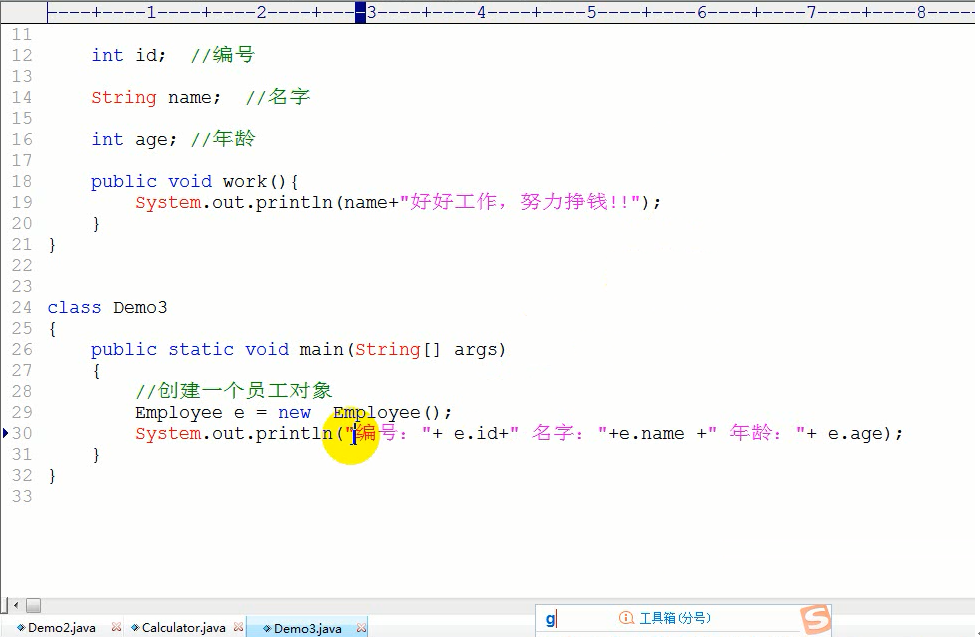 ----+----1----+----2----+----3----+----4----+----5----+----6----+----7----+----8----
11
12 int id; //编号
13
14 String name; //名字
15
16 int age; //年龄
17
18 public void work(){
19 System.out.println(name+"好好工作，努力挣钱!!");
20 }
21 }
22
23
24 class Demo3
25 {
26 public static void main(String[] args)
27 {
28 //创建一个员工对象
29 Employee e = new  Employee();
30 System.out.println("编号："+ e.id+" 名字："+e.name +" 年龄："+ e.age);
31 }
32 }
33
Demo2.java Calculator.java Demo3.java
g 工具箱(分号) S